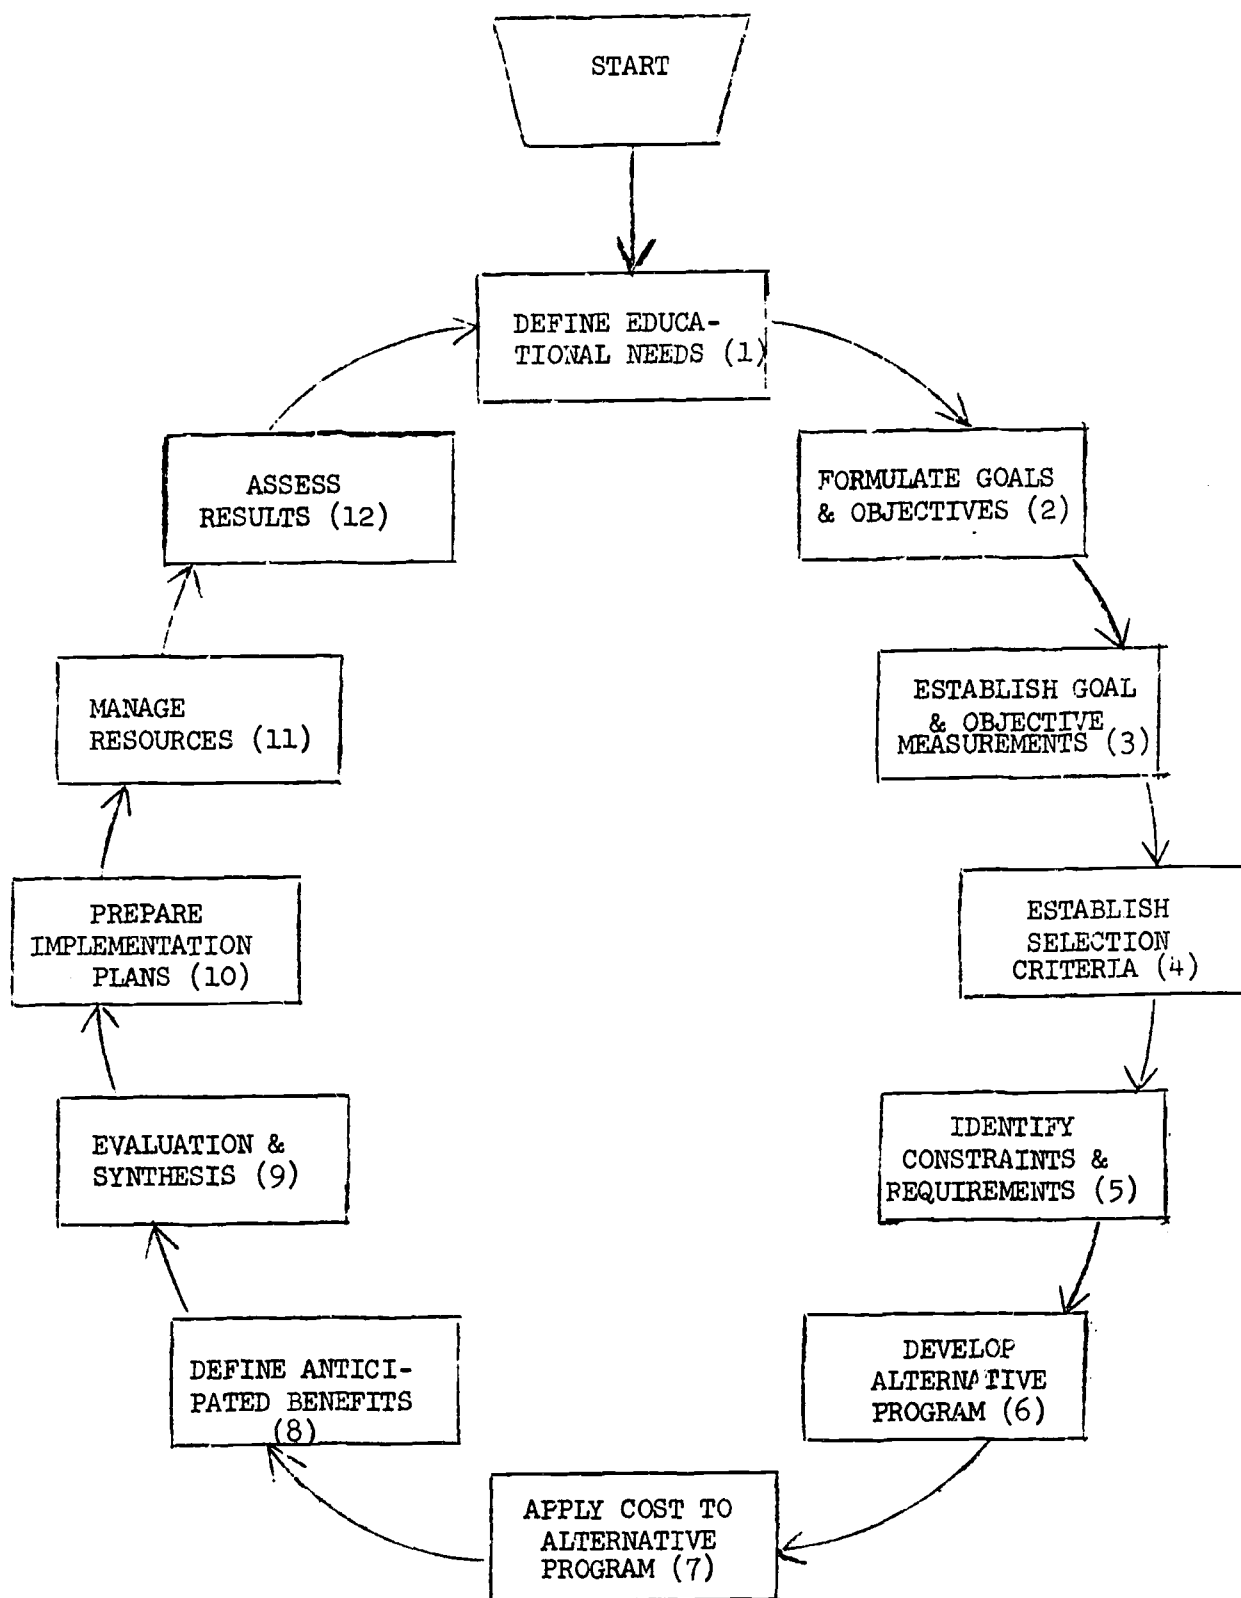 START
DEFINE EDUCA-
TIONAL NEEDS (1)
FORMULATE GOALS
& OBJECTIVES (2)
ESTABLISH GOAL
& OBJECTIVE
MEASUREMENTS (3)
ESTABLISH
SELECTION
CRITERIA (4)
IDENTIFY
CONSTRAINTS &
REQUIREMENTS (5)
DEVELOP
ALTERNATIVE
PROGRAM (6)
APPLY COST TO
ALTERNATIVE
PROGRAM (7)
DEFINE ANTICI-
PATED BENEFITS
(8)
EVALUATION &
SYNTHESIS (9)
PREPARE
IMPLEMENTATION
PLANS (10)
MANAGE
RESOURCES (11)
ASSESS
RESULTS (12)